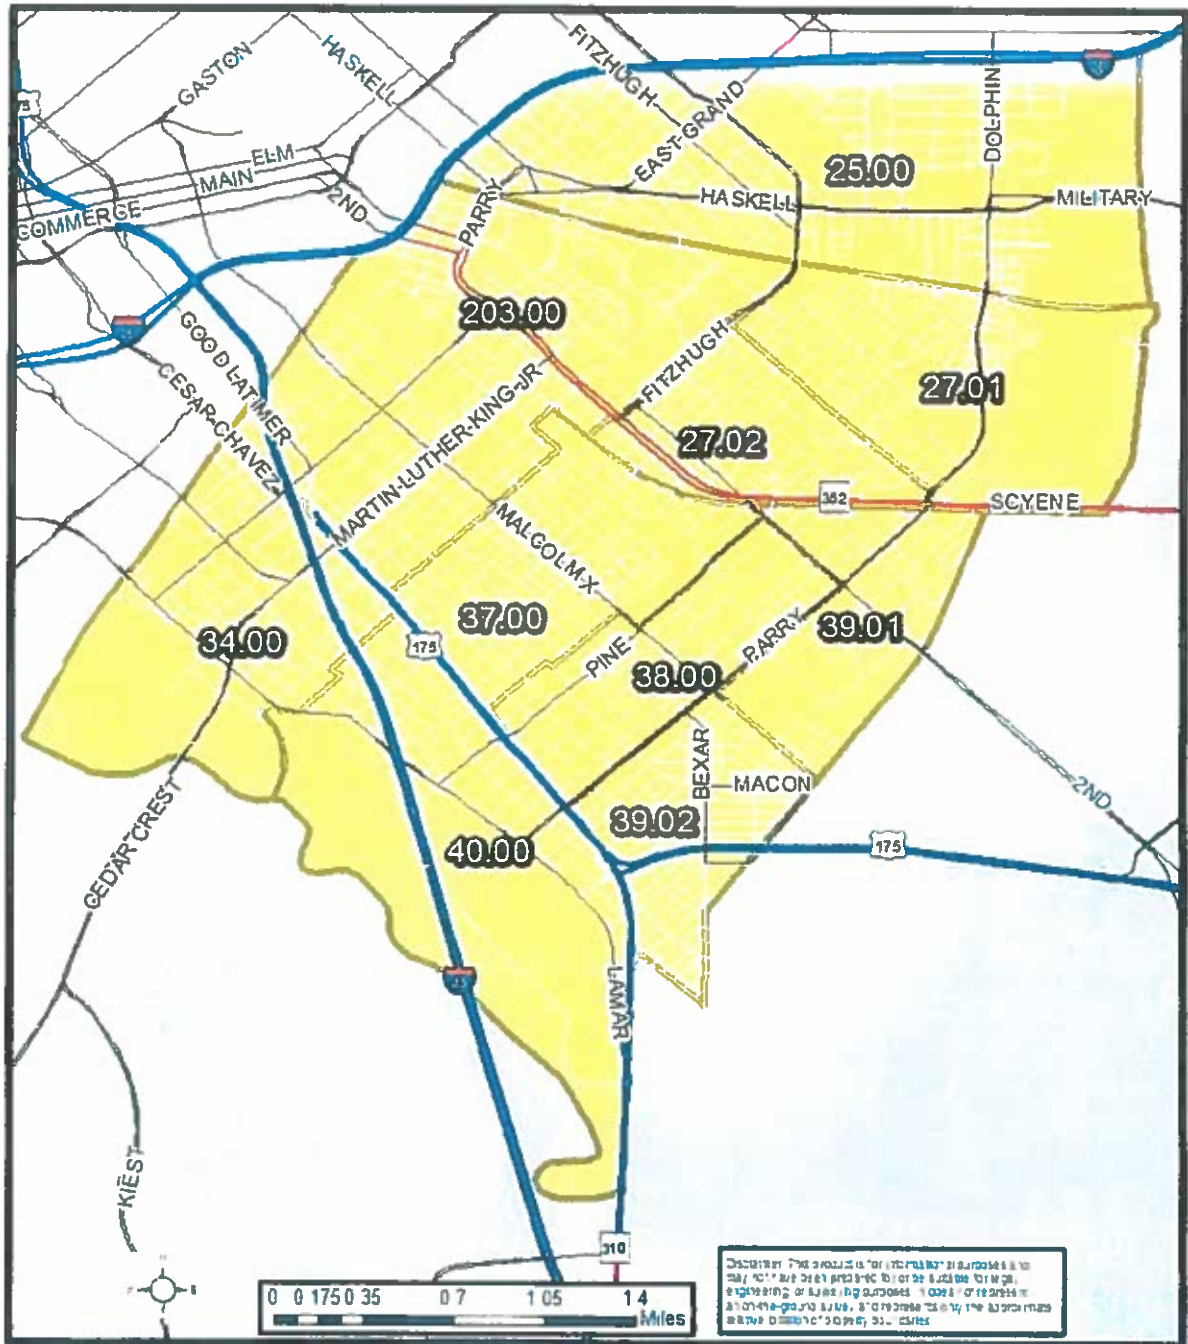 FITZHUGH
HASKELL
GASTON
DOLPHIN
EAST-GRAND
ELM
MAIN
25.00
2ND
PARRY
HASKELL
MILITARY
COMMERCE
203.00
GOOD LATIMER
FITZHUGH
CESAR-CHAVEZ
MARTIN-LUTHER-KING-JR
27.01
27.02
352
SCYENE
MALCOLM-X
37.00
34.00
175
PINE
PARRY
39.01
38.00
BEXAR
MACON
2ND
39.02
40.00
175
CEDAR CREST
LAMAR
KIEST
310
0 0 175 0 35 0 7 1 05 1 4
Miles